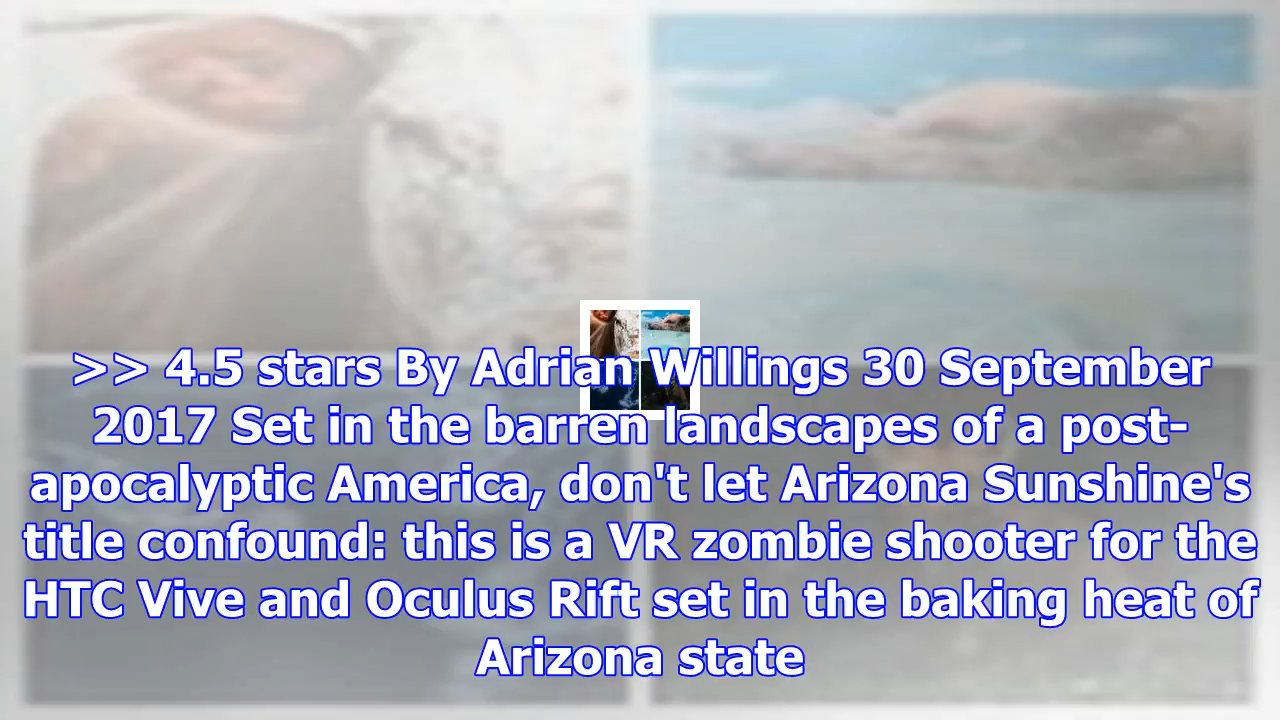 >> 4.5 stars By Adrian Willings 30 September
2017 Set in the barren landscapes of a post-
apocalyptic America, don't let Arizona Sunshine's
title confound: this is a VR zombie shooter for the
HTC Vive and Oculus Rift set in the baking heat of
Arizona state